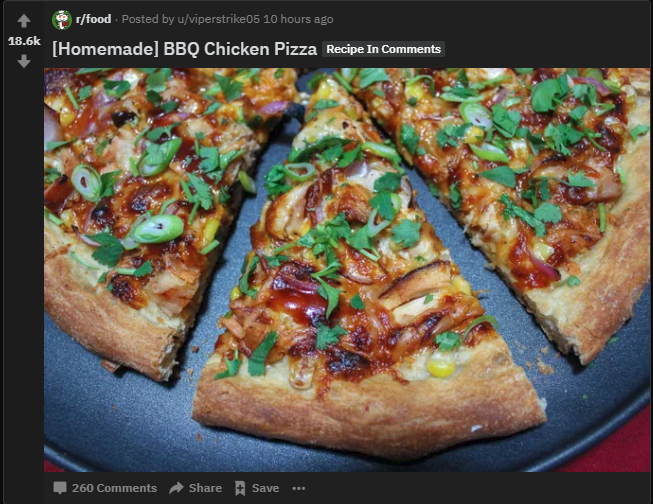 r/food · Posted by u/viperstrike05 10 hours ago
18.6k
[Homemade] BBQ Chicken Pizza Recipe In Comments
260 Comments Share Save ...